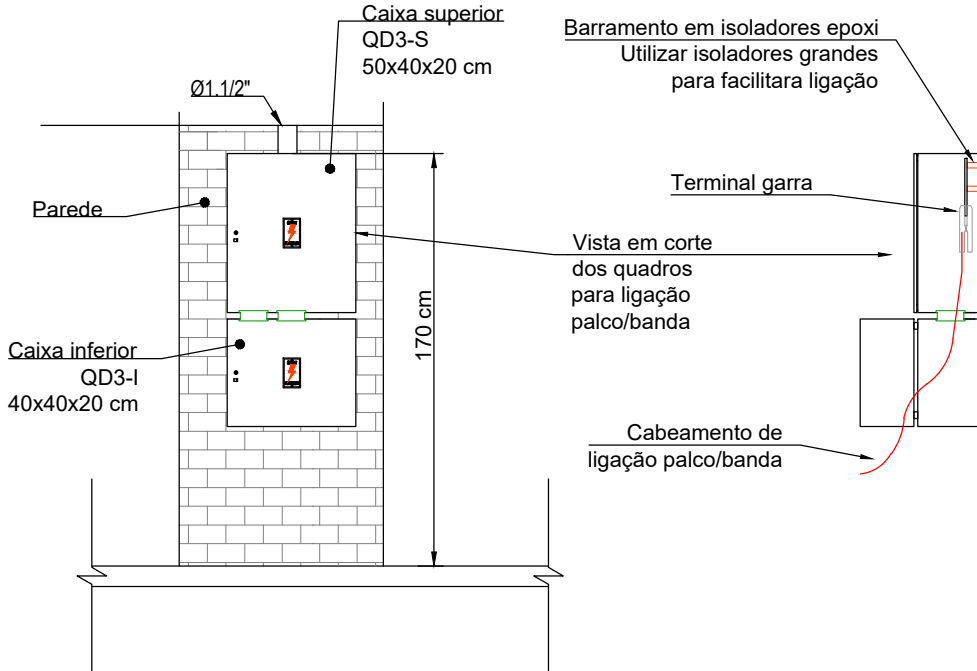 Caixa superior
QD3-S
50x40x20 cm
Ø1.1/2"
Parede
Caixa inferior
QD3-I
40x40x20 cm
170 cm
Barramento em isoladores epoxi
Utilizar isoladores grandes
para facilitara ligação
Terminal garra
Vista em corte
dos quadros
para ligação
palco/banda
Cabeamento de
ligação palco/banda